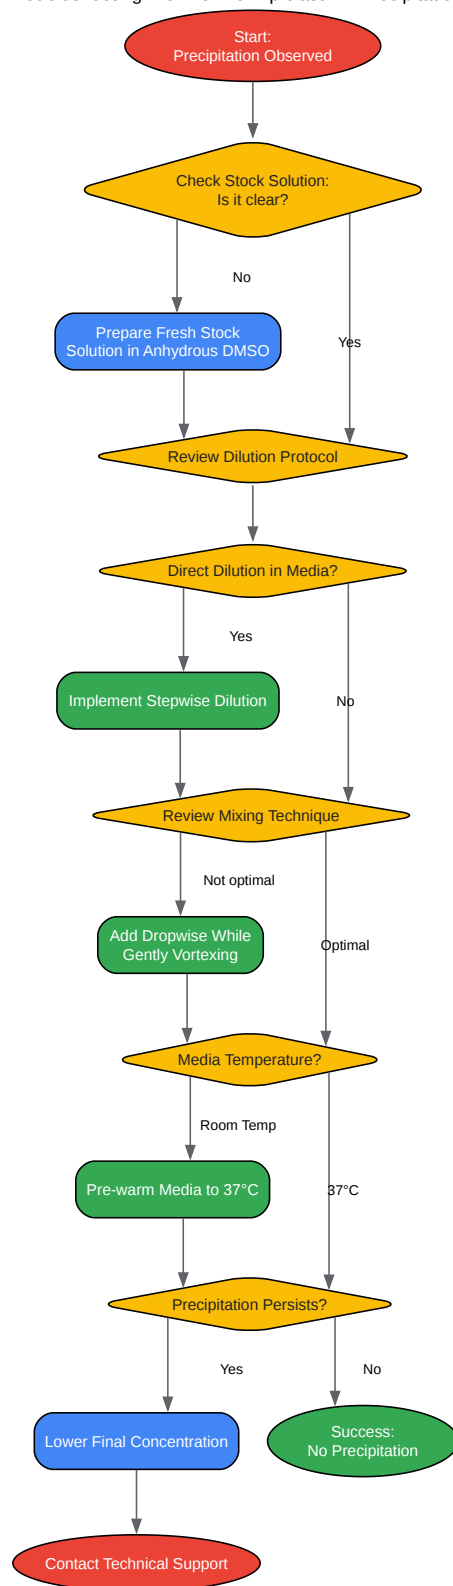 Start:
Precipitation Observed
Check Stock Solution:
Is it clear?
No
Yes
Prepare Fresh Stock
Solution in Anhydrous DMSO
Review Dilution Protocol
Direct Dilution in Media?
Yes
No
Implement Stepwise Dilution
Review Mixing Technique
Not optimal
Optimal
Add Dropwise While
Gently Vortexing
Media Temperature?
Room Temp
37°C
Pre-warm Media to 37°C
Precipitation Persists?
Yes
No
Lower Final Concentration
Success:
No Precipitation
Contact Technical Support